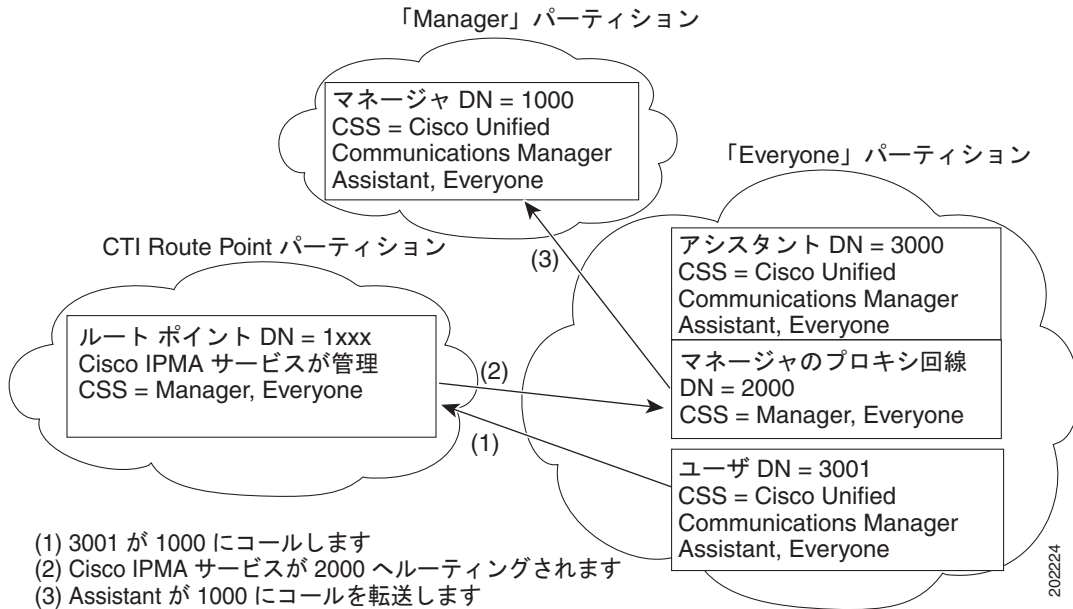 「Manager」パーティション
マネージャ DN = 1000
CSS = Cisco Unified
Communications Manager
Assistant, Everyone
「Everyone」パーティション
CTI Route Point パーティション
ルート ポイント DN = 1xxx
Cisco IPMA サービスが管理
CSS = Manager, Everyone
アシスタント DN = 3000
CSS = Cisco Unified
Communications Manager
Assistant, Everyone
マネージャのプロキシ回線
DN = 2000
CSS = Manager, Everyone
ユーザ DN = 3001
CSS = Cisco Unified
Communications Manager
Assistant, Everyone
(3)
(2)
(1)
(1) 3001 が 1000 にコールします
(2) Cisco IPMA サービスが 2000 へルーティングされます
(3) Assistant が 1000 にコールを転送します
202224